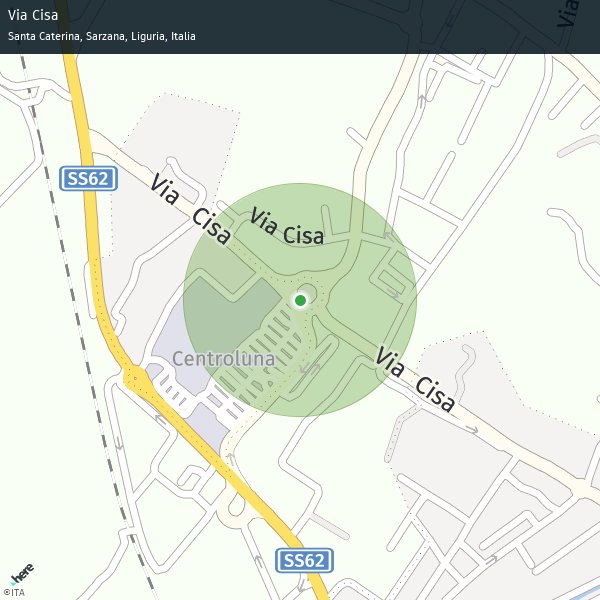 Via Cisa
Santa Caterina, Sarzana, Liguria, Italia
Via
SS62
Via Cisa
Via Cisa
Centroluna
Via Cisa
SS62
here
©ITA